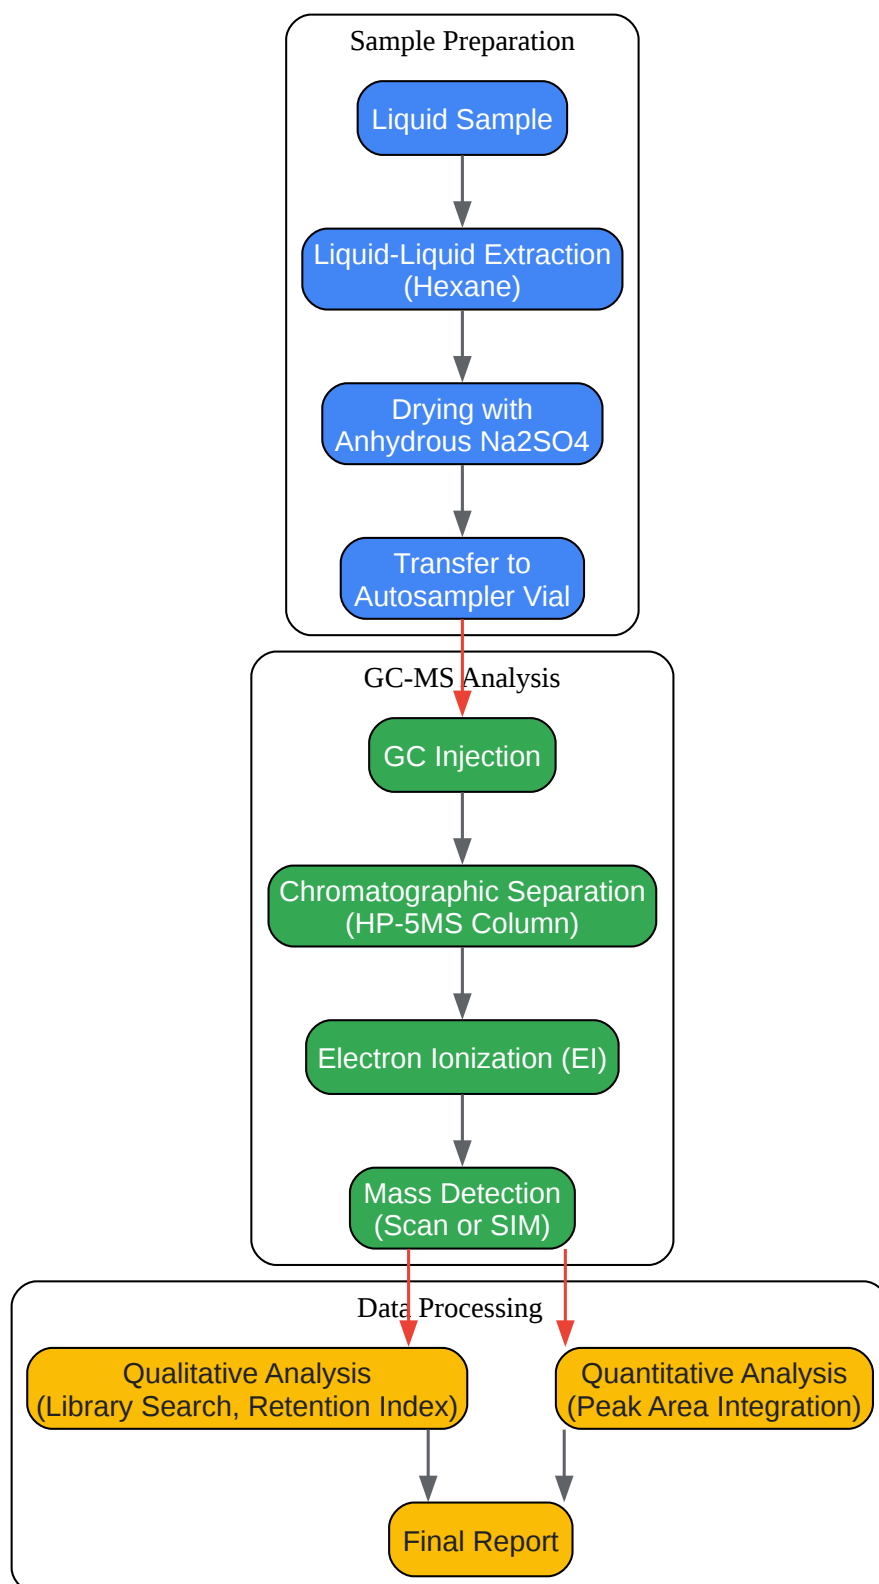 Sample Preparation
Liquid Sample
Liquid-Liquid Extraction
(Hexane)
Drying with
Anhydrous Na2SO4
Transfer to
Autosampler Vial
GC-MS Analysis
GC Injection
Chromatographic Separation
(HP-5MS Column)
Electron Ionization (EI)
Mass Detection
(Scan or SIM)
Data Processing
Qualitative Analysis
(Library Search, Retention Index)
Quantitative Analysis
(Peak Area Integration)
Final Report